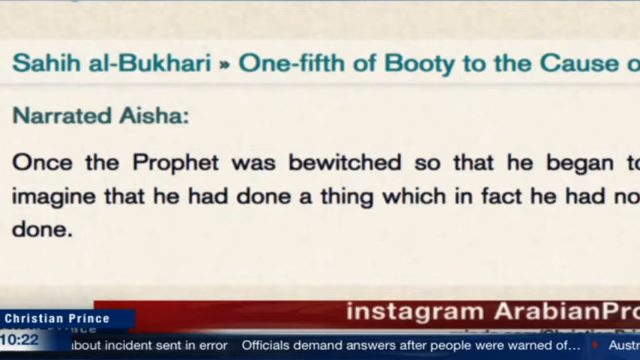 Sahih al-Bukhari » One-fifth of Booty to the Cause o
Narrated Aisha:
Once the Prophet was bewitched so that he began to
imagine that he had done a thing which in fact he had no
done.
instagram ArabianPro
Christian Prince
10:22
about incident sent in error Officials demand answers after people were warned of... Austr